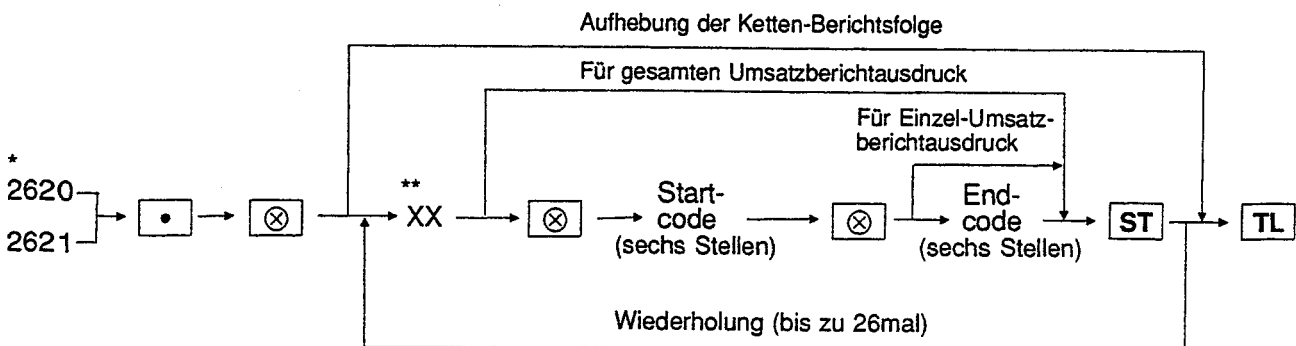 Aufhebung der Ketten-Berichtsfolge
Für gesamten Umsatzberichtausdruck
Für Einzel-Umsatz-
berichtausdruck
*
2620
2621
•
⊗
**
XX
⊗
Start-
code
(sechs Stellen)
⊗
End-
code
(sechs Stellen)
ST
TL
Wiederholung (bis zu 26mal)